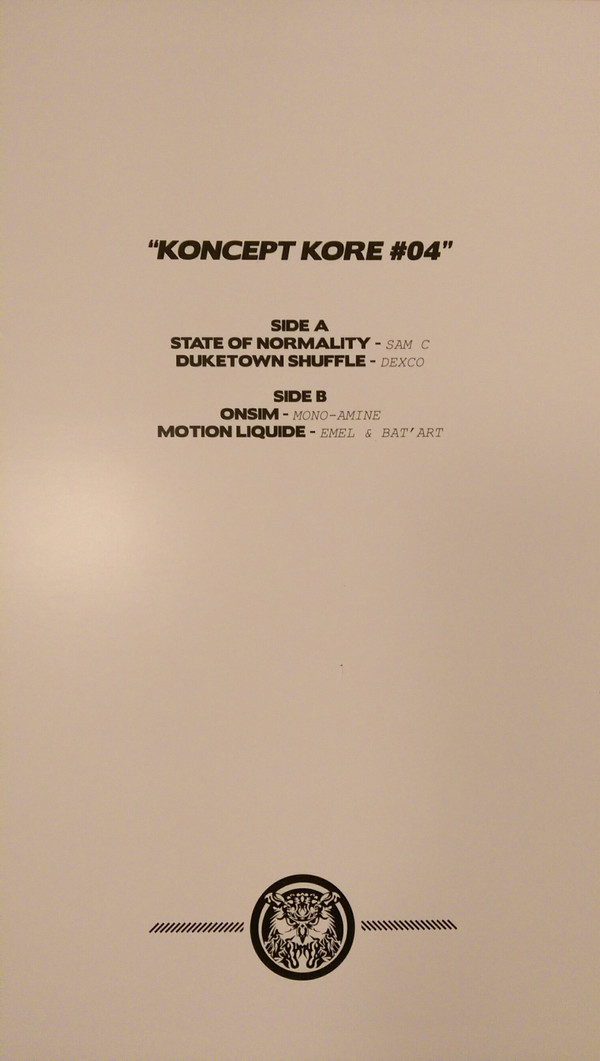 “KONCEPT KORE #04”
SIDE A
STATE OF NORMALITY - SAM C
DUKETOWN SHUFFLE - DEXCO
SIDE B
ONSIM - MONO-AMINE
MOTION LIQUIDE - EMEL & BAT’ART